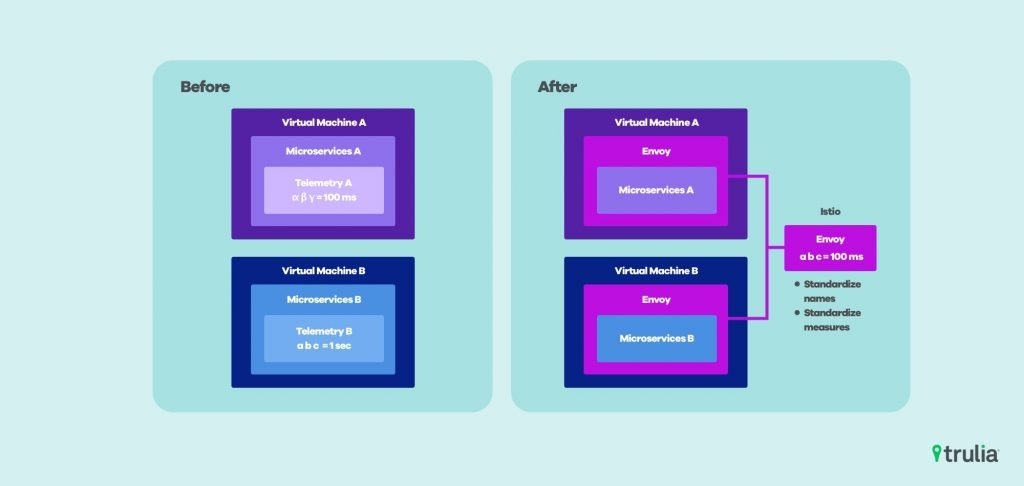 Before
Virtual Machine A
Microservices A
Telemetry A
α β γ = 100 ms
Virtual Machine B
Microservices B
Telemetry B
a b c = 1 sec
After
Virtual Machine A
Envoy
Microservices A
Virtual Machine B
Envoy
Microservices B
Istio
Envoy
a b c = 100 ms
• Standardize
names
• Standardize
measures
trulia